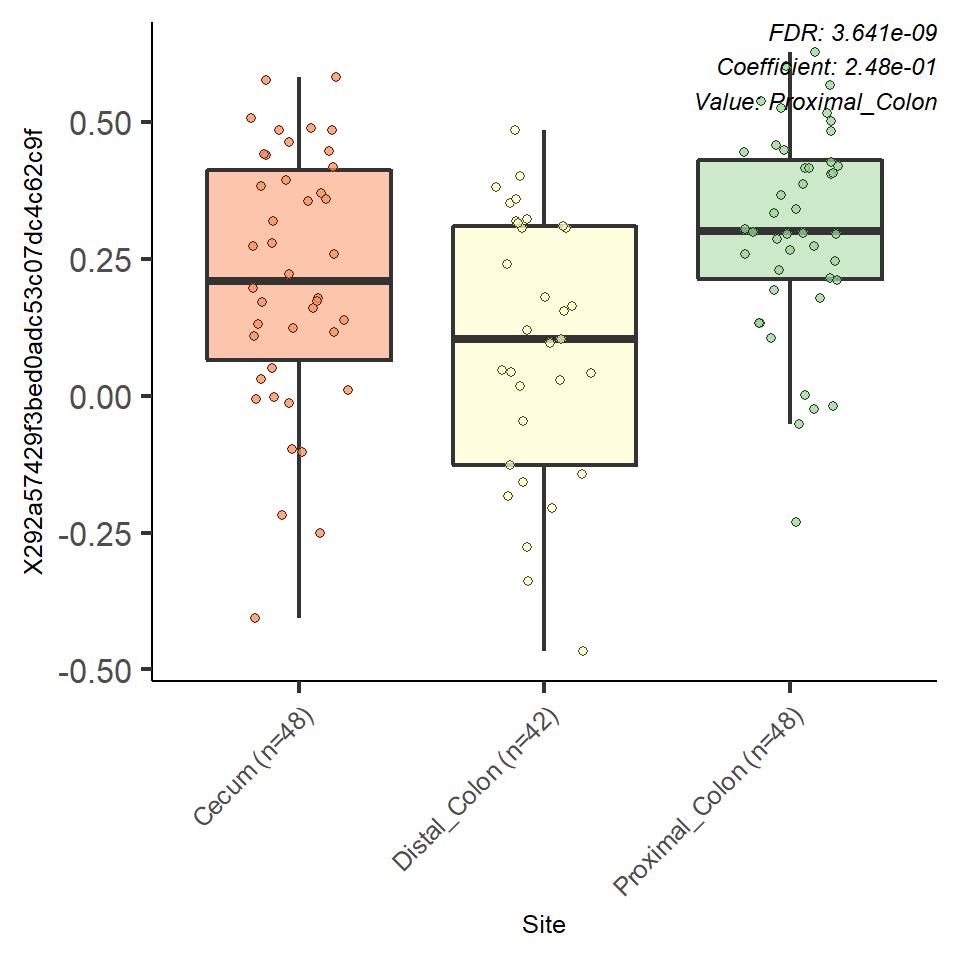 FDR: 3.641e-09
Coefficient: 2.48e-01
Value: Proximal_Colon
X292a57429f3bed0adc53c07dc4c62c9f
0.50
0.25
0.00
-0.25
-0.50
Cecum (n=48)
Distal_Colon (n=42)
Proximal_Colon (n=48)
Site